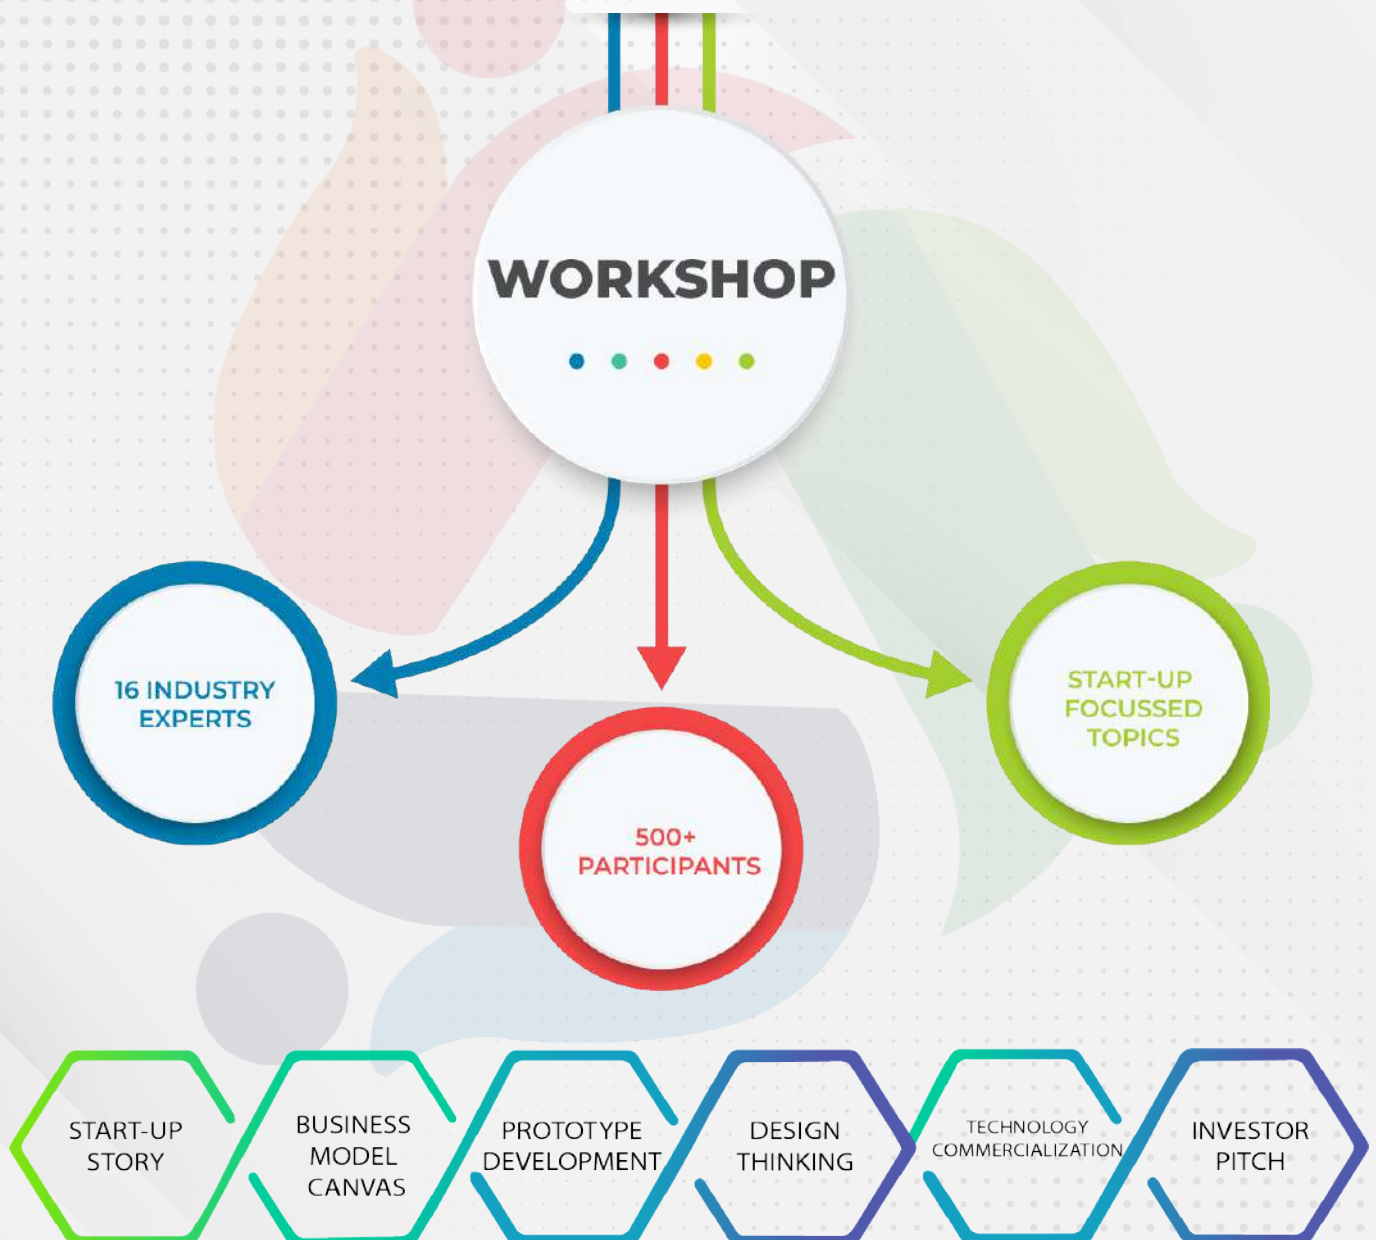 WORKSHOP
16 INDUSTRY
EXPERTS
START-UP
FOCUSSED
TOPICS
500+
PARTICIPANTS
START-UP
STORY
BUSINESS
MODEL
CANVAS
PROTOTYPE
DEVELOPMENT
DESIGN
THINKING
TECHNOLOGY
COMMERCIALIZATION
INVESTOR
PITCH